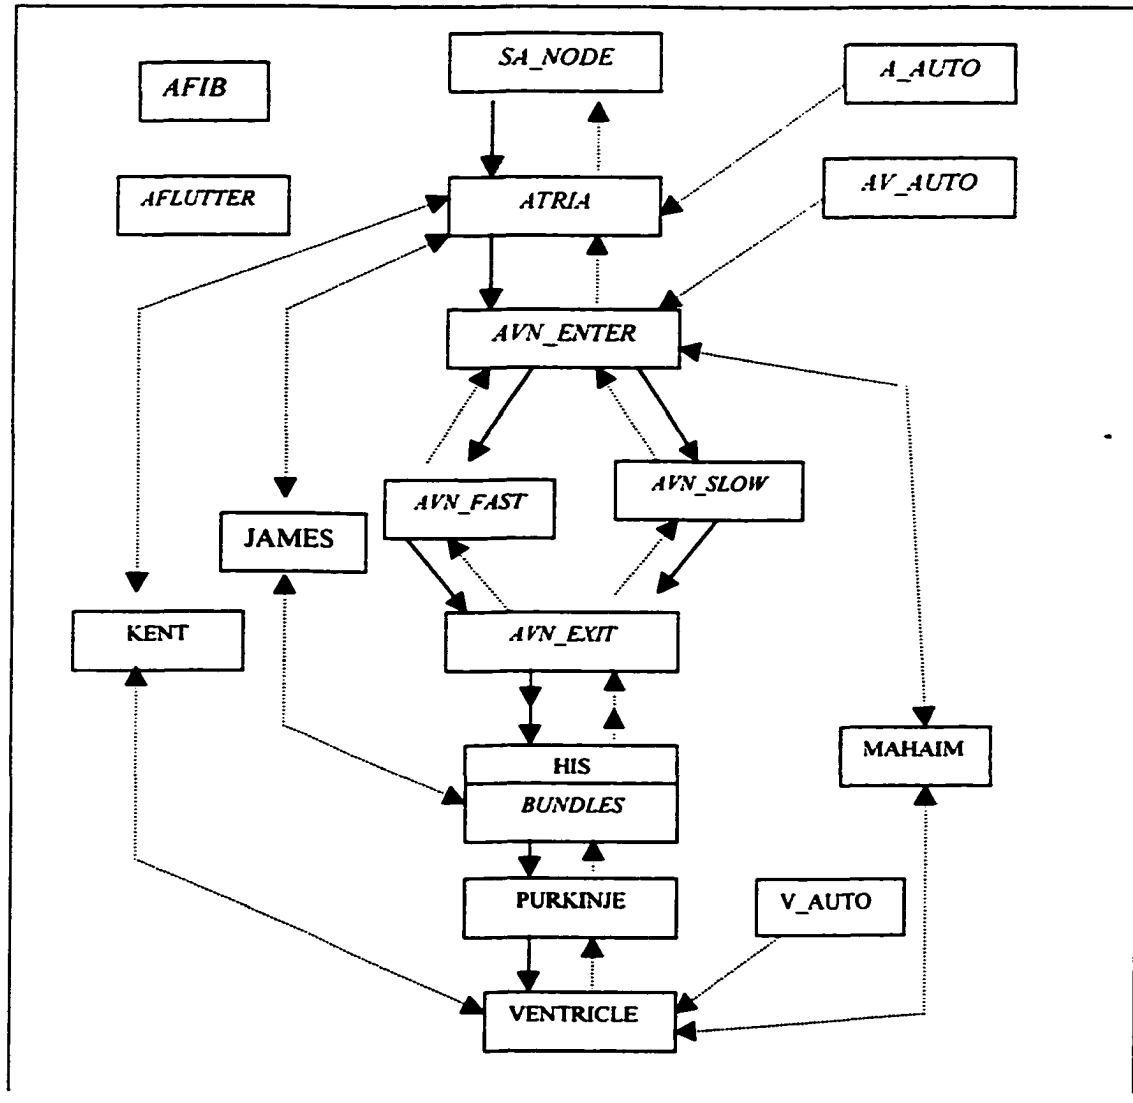 SA_NODE
A_AUTO
AFIB
AFLUTTER
ATRIA
AV_AUTO
AVN_ENTER
AVN_FAST
AVN_SLOW
JAMES
KENT
AVN_EXIT
MAHAIM
HIS
BUNDLES
PURKINJE
V_AUTO
VENTRICLE